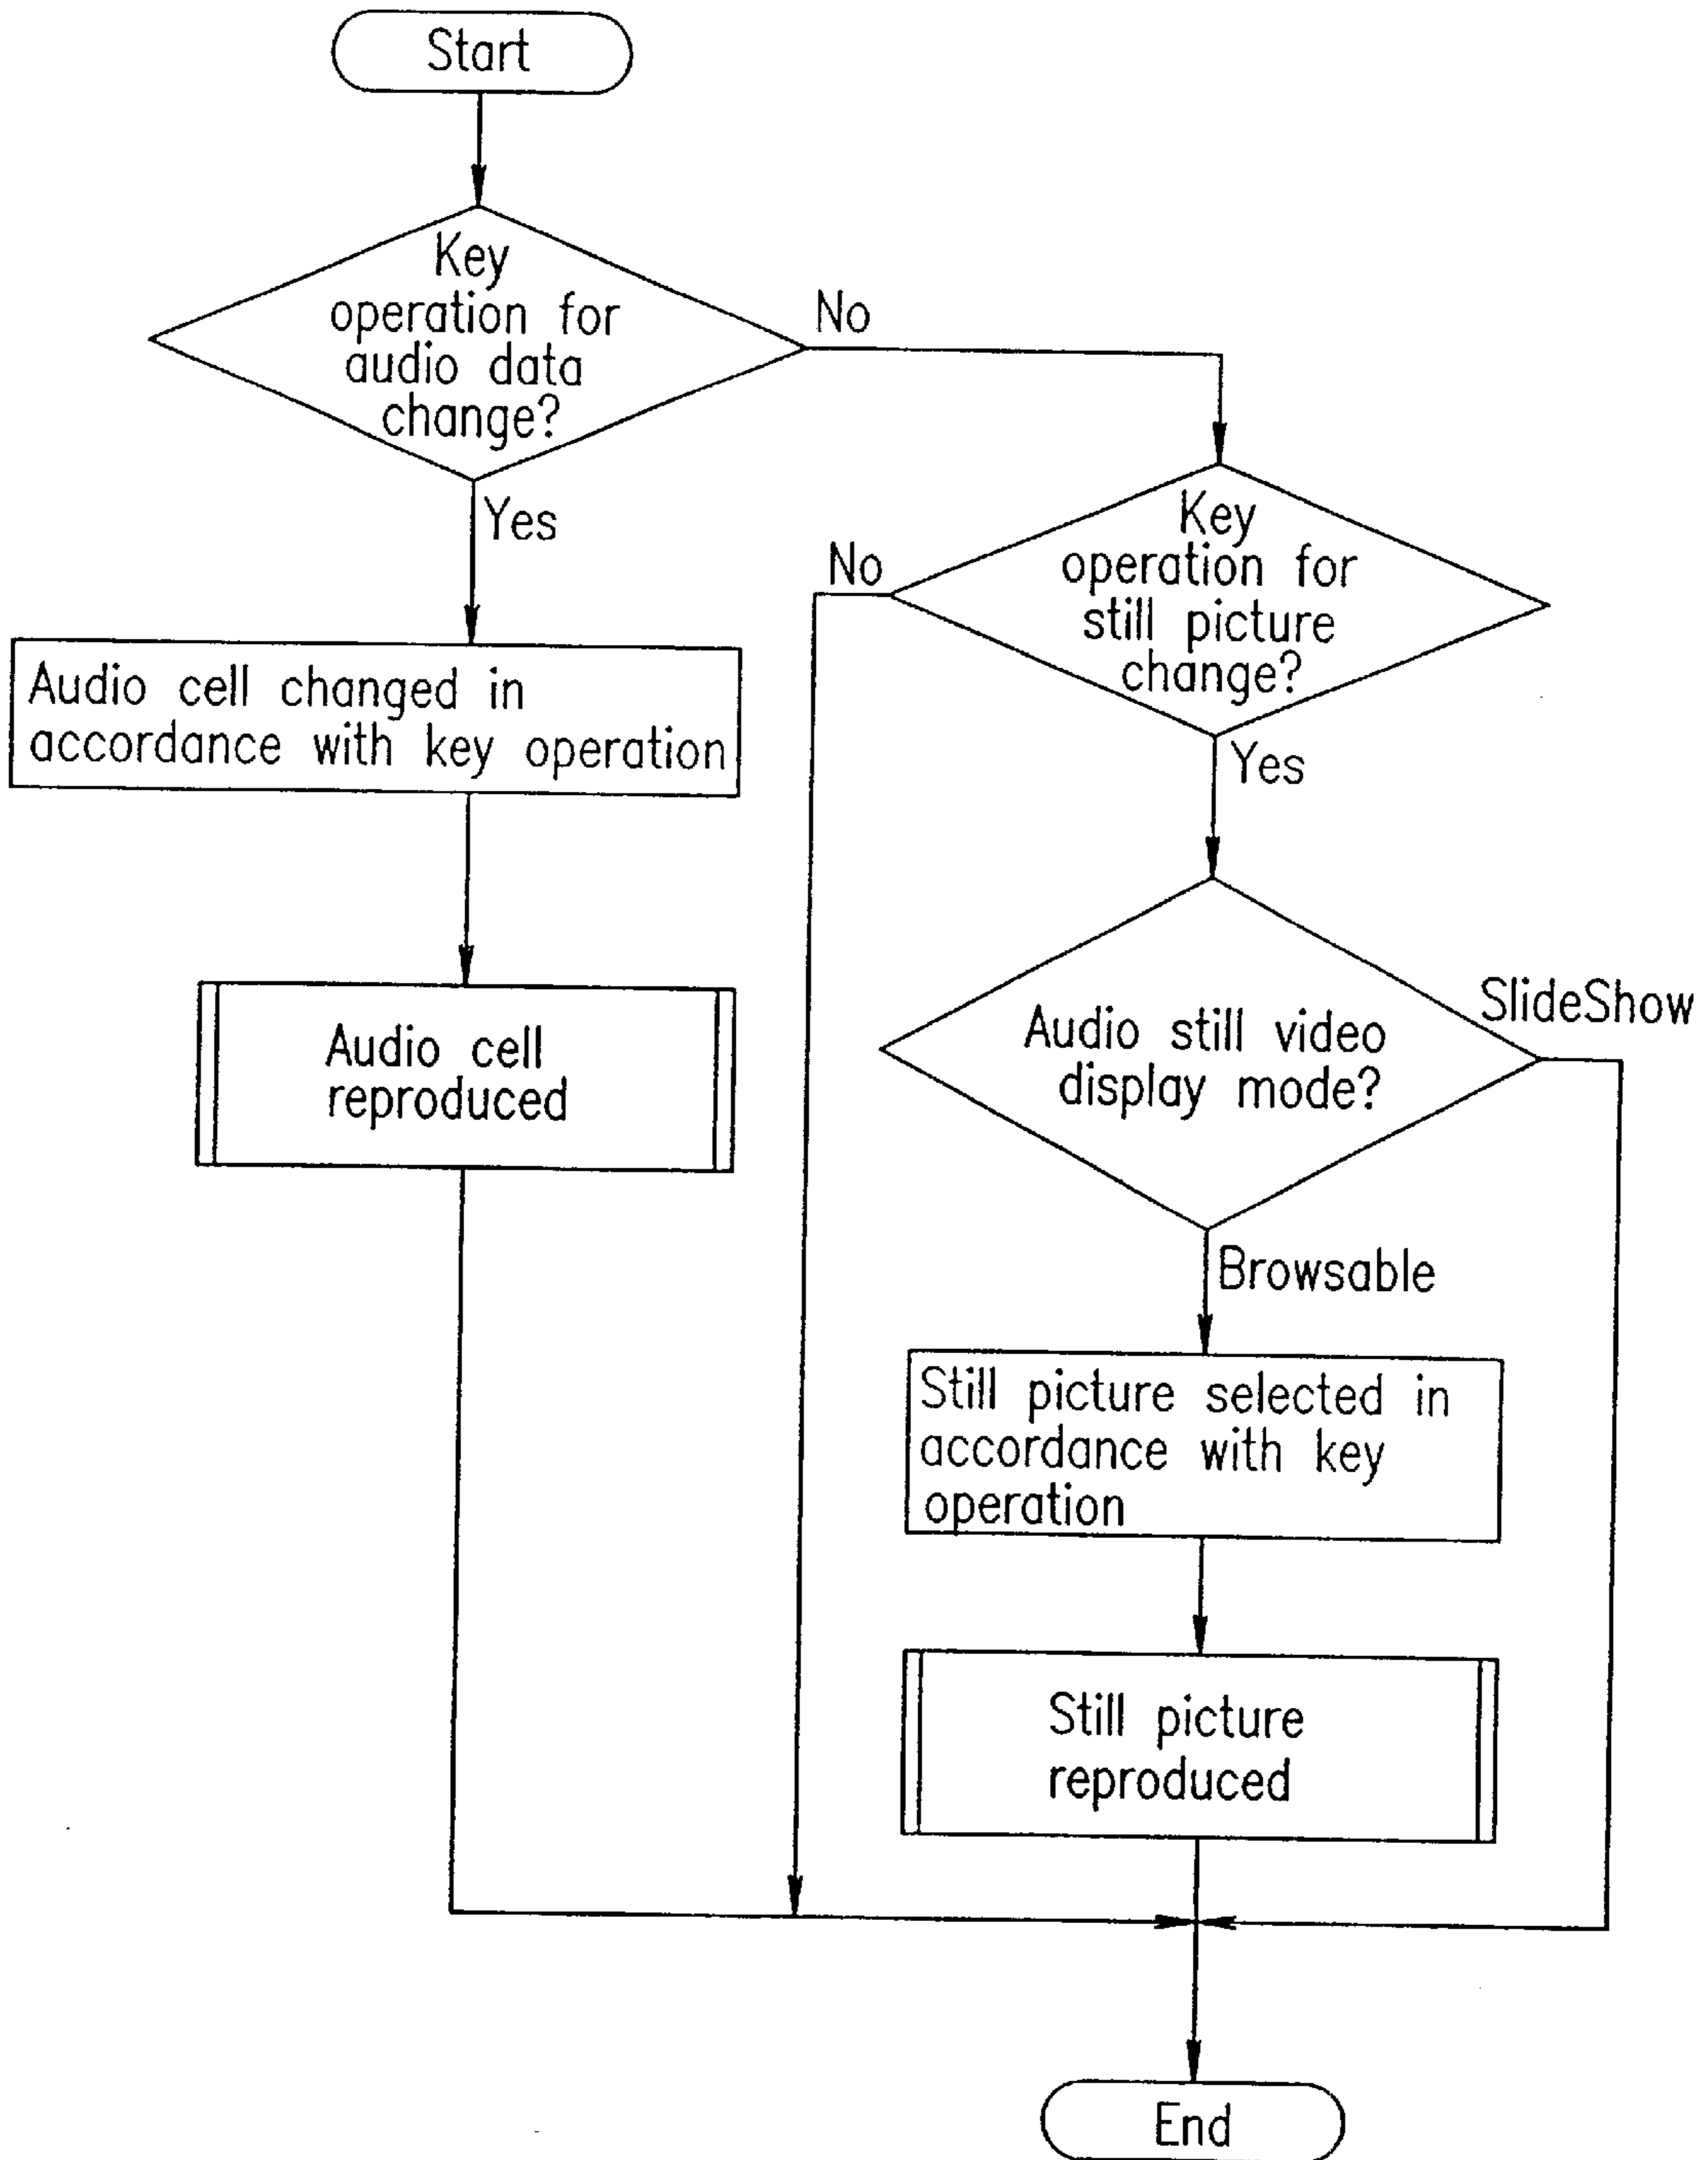 Start
Key
operation for
audio data
change?
No
Yes
Audio cell changed in
accordance with key operation
Audio cell
reproduced
Key
operation for
still picture
change?
No
Yes
Audio still video
display mode?
SlideShow
Browsable
Still picture selected in
accordance with key
operation
Still picture
reproduced
End